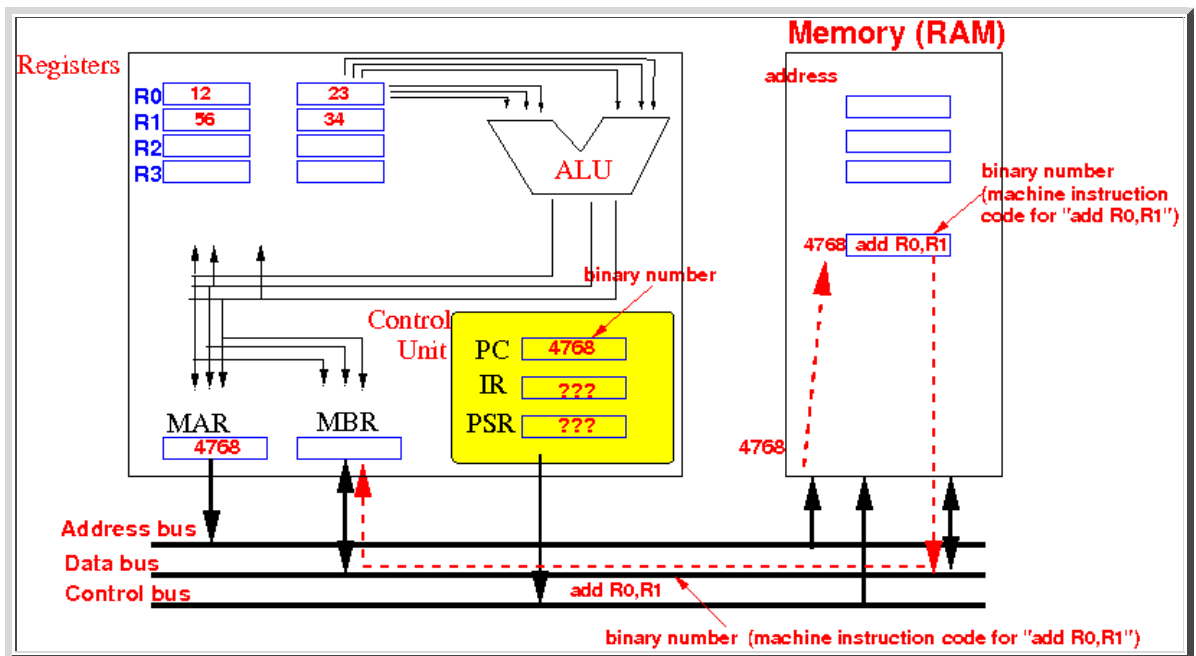 Memory (RAM)
Registers
address
R0 12 23
R1 56 34
R2
R3
ALU
binary number
(machine instruction
code for "add R0,R1")
4768 add R0,R1
binary number
Control
Unit
PC 4768
IR ???
PSR ???
MAR MBR
4768
4768
Address bus
Data bus
Control bus
add R0,R1
binary number (machine instruction code for "add R0,R1")